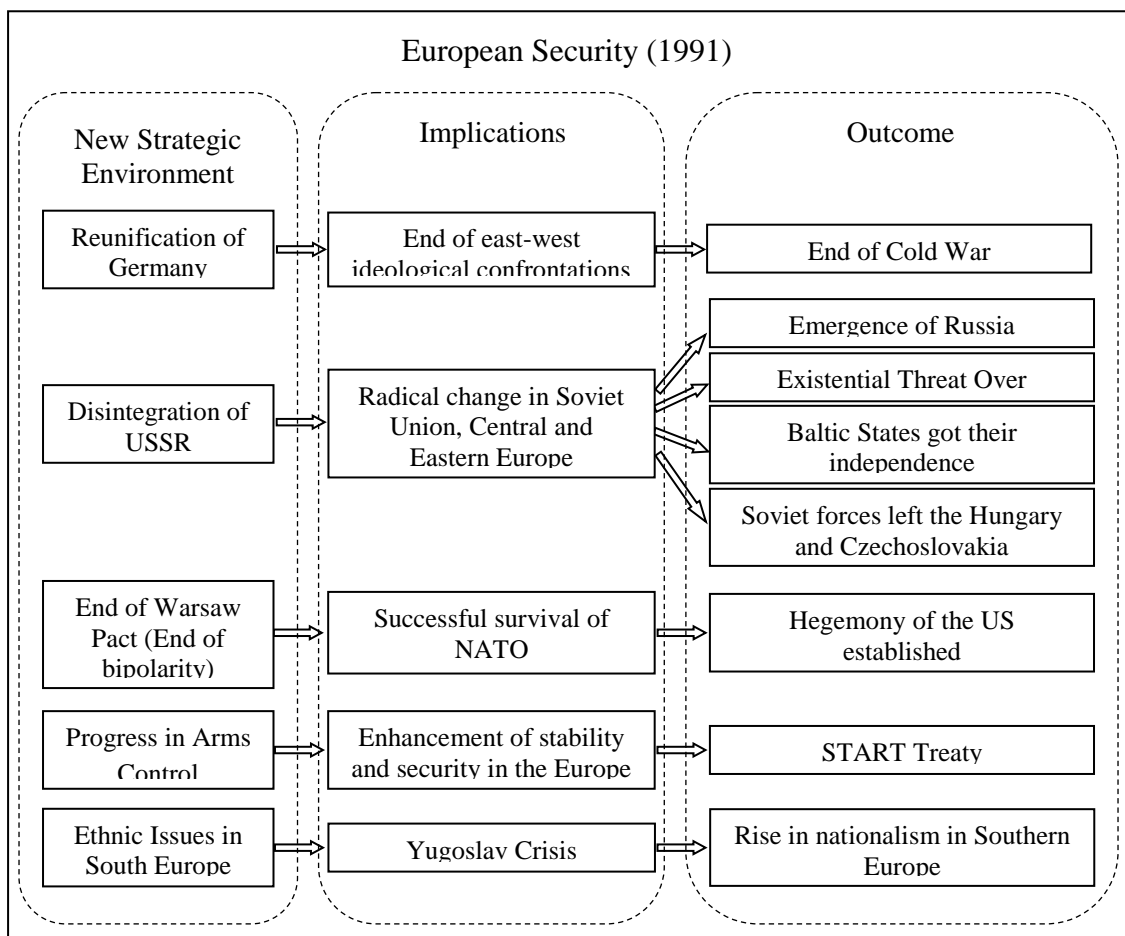 European Security (1991)
New Strategic
Environment
Implications
Outcome
Reunification of
Germany
End of east-west
ideological confrontations
End of Cold War
Disintegration of
USSR
Radical change in Soviet
Union, Central and
Eastern Europe
Emergence of Russia
Existential Threat Over
Baltic States got their
independence
Soviet forces left the Hungary
and Czechoslovakia
End of Warsaw
Pact (End of
bipolarity)
Successful survival of
NATO
Hegemony of the US
established
Progress in Arms
Control
Enhancement of stability
and security in the Europe
START Treaty
Ethnic Issues in
South Europe
Yugoslav Crisis
Rise in nationalism in Southern
Europe